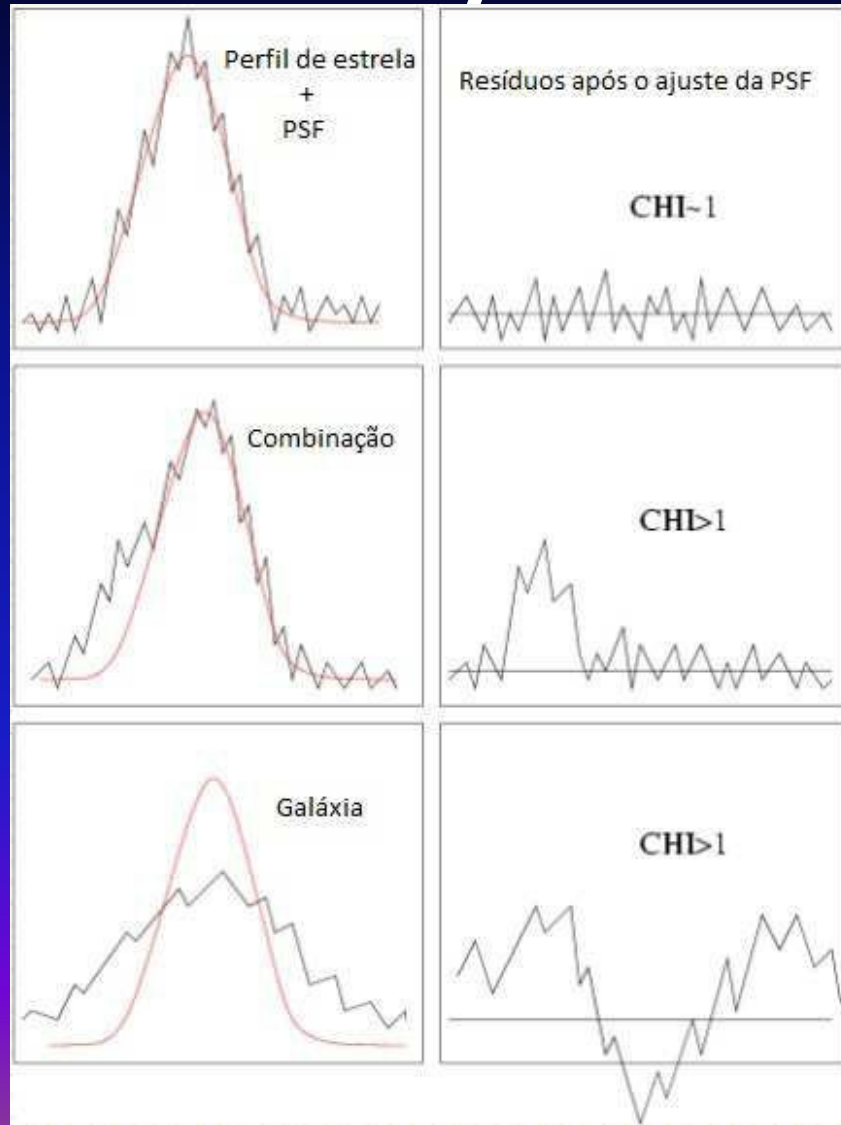 Perfil de estrela
+
PSF
Resíduos após o ajuste da PSF
CHI~1
Combinação
CHI>1
Galáxia
CHI>1